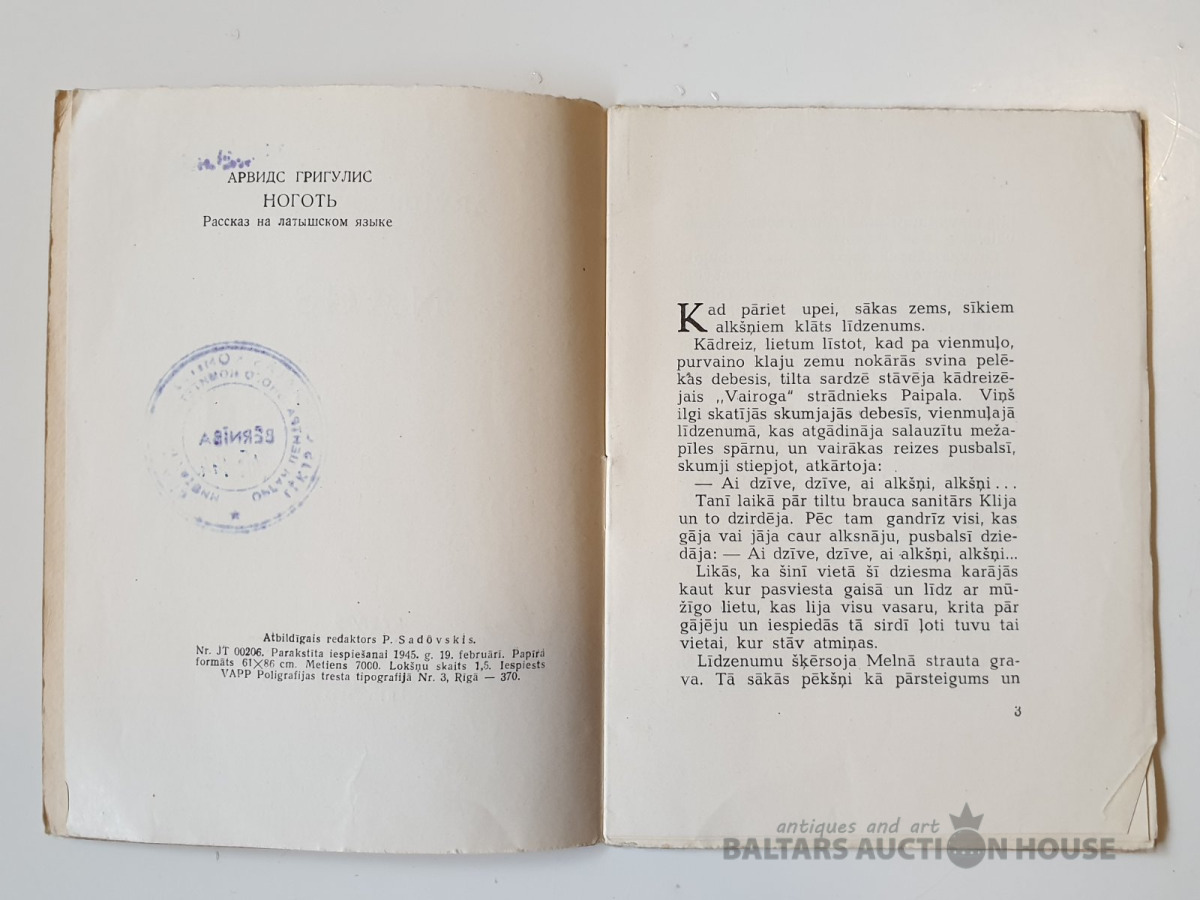 АРВИДС ГРИГУЛИС
НОГОТЬ
Рассказ на латышском языке
BĒRNĪBA
Atbildīgais redaktors P. Sadovskis.
Nr. JT 00206. Parakstīta iespiešanai 1945. g. 19. februārī. Papīra
formāts 61×86 cm. Metiens 7000. Lokšņu skaits 1,5. Iespiests
VAPP Poligrafijas tresta tipografijā Nr. 3, Rīgā — 370.
Kad pāriet upei, sākas zems, sīkiem
alkšņiem klāts līdzenums.
Kādreiz, lietum līstot, kad pa vienmuļo,
purvaino klaju zemu nokārās svina pelē-
kās debesis, tilta sardzē stāvēja kādreizē-
jais „Vairoga“ strādnieks Paipala. Viņš
ilgi skatījās skumjajās debesīs, vienmuļajā
līdzenumā, kas atgādināja salauzītu meža-
pīles spārnu, un vairākas reizes pusbalsī,
skumji stiepjot, atkārtoja:
— Ai dzīve, dzīve, ai alkšņi, alkšņi...
Tanī laikā pār tiltu brauca sanitārs Klija
un to dzirdēja. Pēc tam gandrīz visi, kas
gāja vai jāja caur alksnāju, pusbalsī dzie-
dāja: — Ai dzīve, dzīve, ai alkšņi, alkšņi...
Likās, ka šinī vietā šī dziesma karājās
kaut kur pasviesta gaisā un līdz ar mū-
žīgo lietu, kas lija visu vasaru, krita pār
gājēju un iespiedās tā sirdī ļoti tuvu tai
vietai, kur stāv atmiņas.
Līdzenumu šķērsoja Melnā strauta gra-
va. Tā sākās pēkšņi kā pārsteigums un
3
antiques and art
BALTARS AUCTION HOUSE